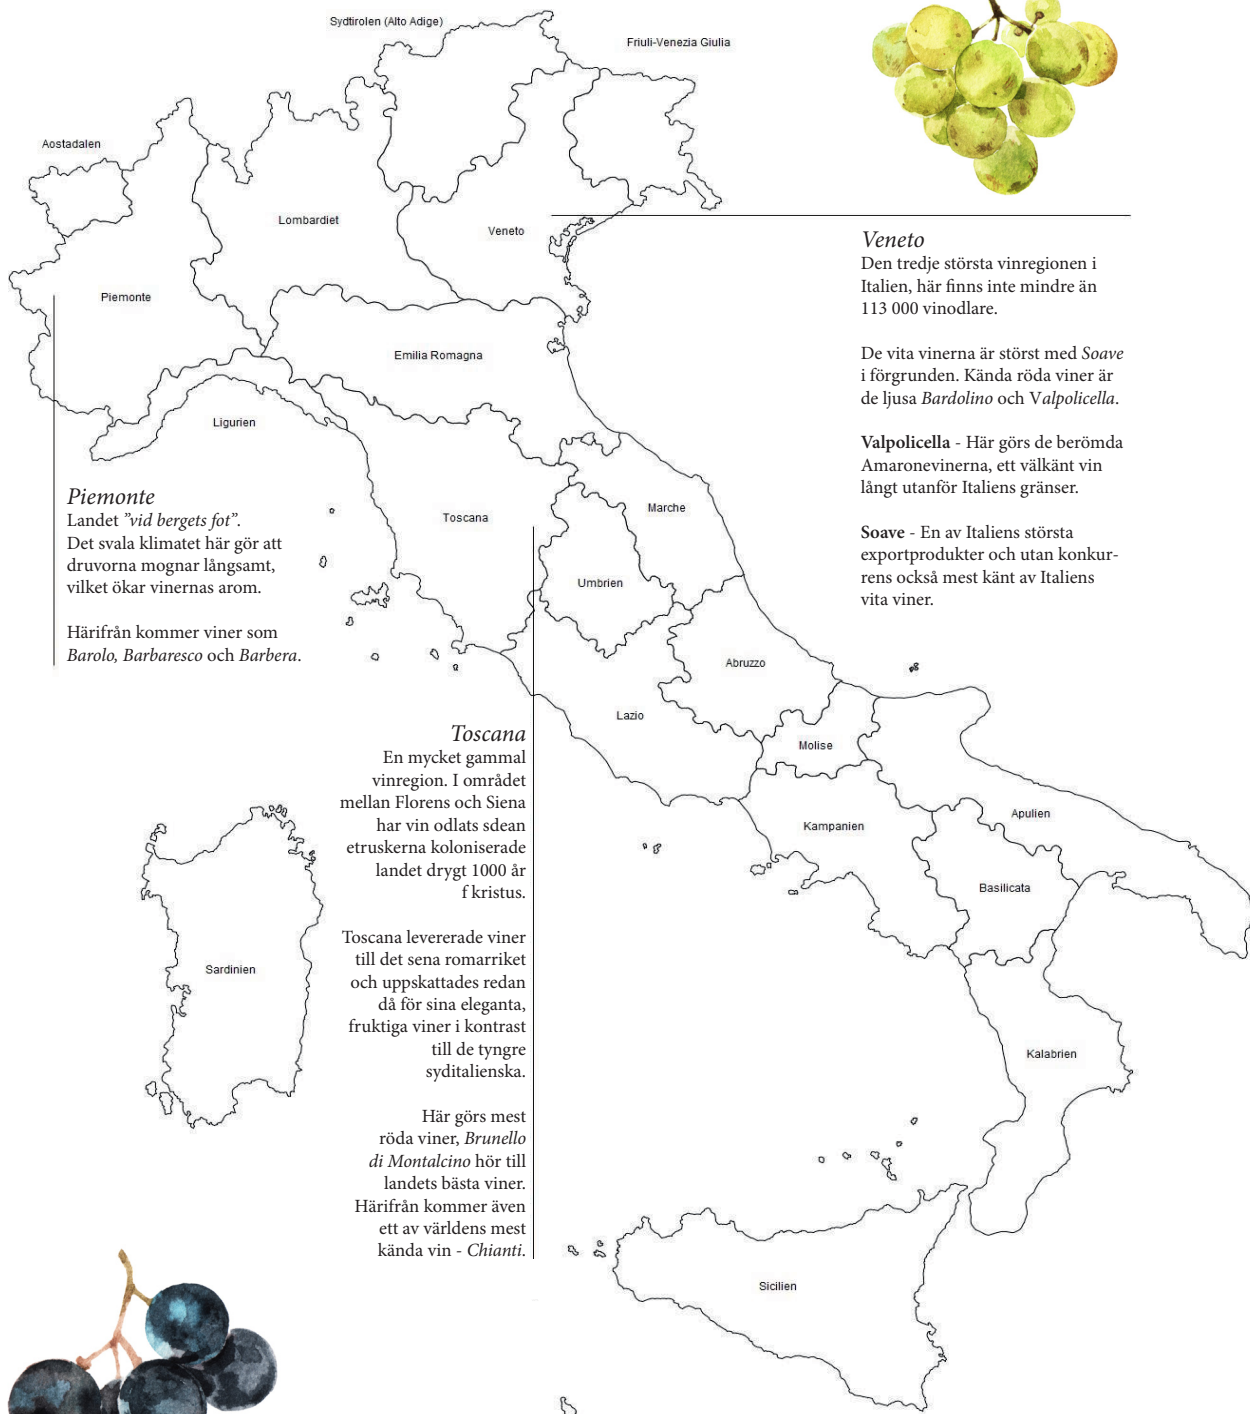 Sydtirolen (Alto Adige)
Friuli-Venezia Giulia
Aostadalen
Lombardiet
Veneto
Piemonte
Emilia Romagna
Ligurien
Toscana
Marche
Umbrien
Abruzzo
Lazio
Molise
Kampanien
Apulien
Basilicata
Sardinien
Kalabrien
Sicilien
Veneto
Den tredje största vinregionen i
Italien, här finns inte mindre än
113 000 vinodlare.
De vita vinerna är störst med Soave
i förgrunden. Kända röda viner är
de ljusa Bardolino och Valpolicella.
Valpolicella - Här görs de berömda
Amaronevinerna, ett välkänt vin
långt utanför Italiens gränser.
Soave - En av Italiens största
exportprodukter och utan konkur-
rens också mest känt av Italiens
vita viner.
Piemonte
Landet ”vid bergets fot”.
Det svala klimatet här gör att
druvorna mognar långsamt,
vilket ökar vinernas arom.
Härifrån kommer viner som
Barolo, Barbaresco och Barbera.
Toscana
En mycket gammal
vinregion. I området
mellan Florens och Siena
har vin odlats sdean
etruskerna koloniserade
landet drygt 1000 år
f kristus.
Toscana levererade viner
till det sena romarriket
och uppskattades redan
då för sina eleganta,
fruktiga viner i kontrast
till de tyngre
syditalienska.
Här görs mest
röda viner, Brunello
di Montalcino hör till
landets bästa viner.
Härifrån kommer även
ett av världens mest
kända vin - Chianti.